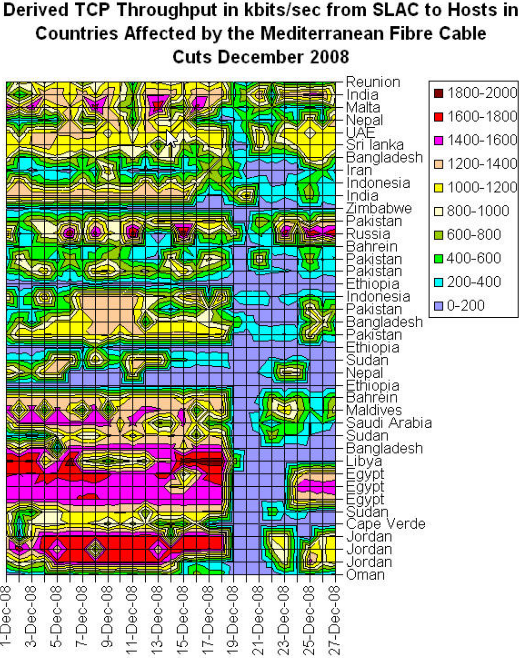 Derived TCP Throughput in kbits/sec from SLAC to Hosts in
Countries Affected by the Mediterranean Fibre Cable
Cuts December 2008
Reunion
India
Malta
Nepal
UAE
Sri lanka
Bangladesh
Iran
Indonesia
India
Zimbabwe
Pakistan
Russia
Bahrein
Pakistan
Pakistan
Ethiopia
Indonesia
Pakistan
Bangladesh
Pakistan
Ethiopia
Sudan
Nepal
Ethiopia
Bahrein
Maldives
Saudi Arabia
Sudan
Bangladesh
Libya
Egypt
Egypt
Egypt
Sudan
Cape Verde
Jordan
Jordan
Jordan
Oman
1800-2000
1600-1800
1400-1600
1200-1400
1000-1200
800-1000
600-800
400-600
200-400
0-200
1-Dec-08
3-Dec-08
5-Dec-08
7-Dec-08
9-Dec-08
11-Dec-08
13-Dec-08
15-Dec-08
17-Dec-08
19-Dec-08
21-Dec-08
23-Dec-08
25-Dec-08
27-Dec-08